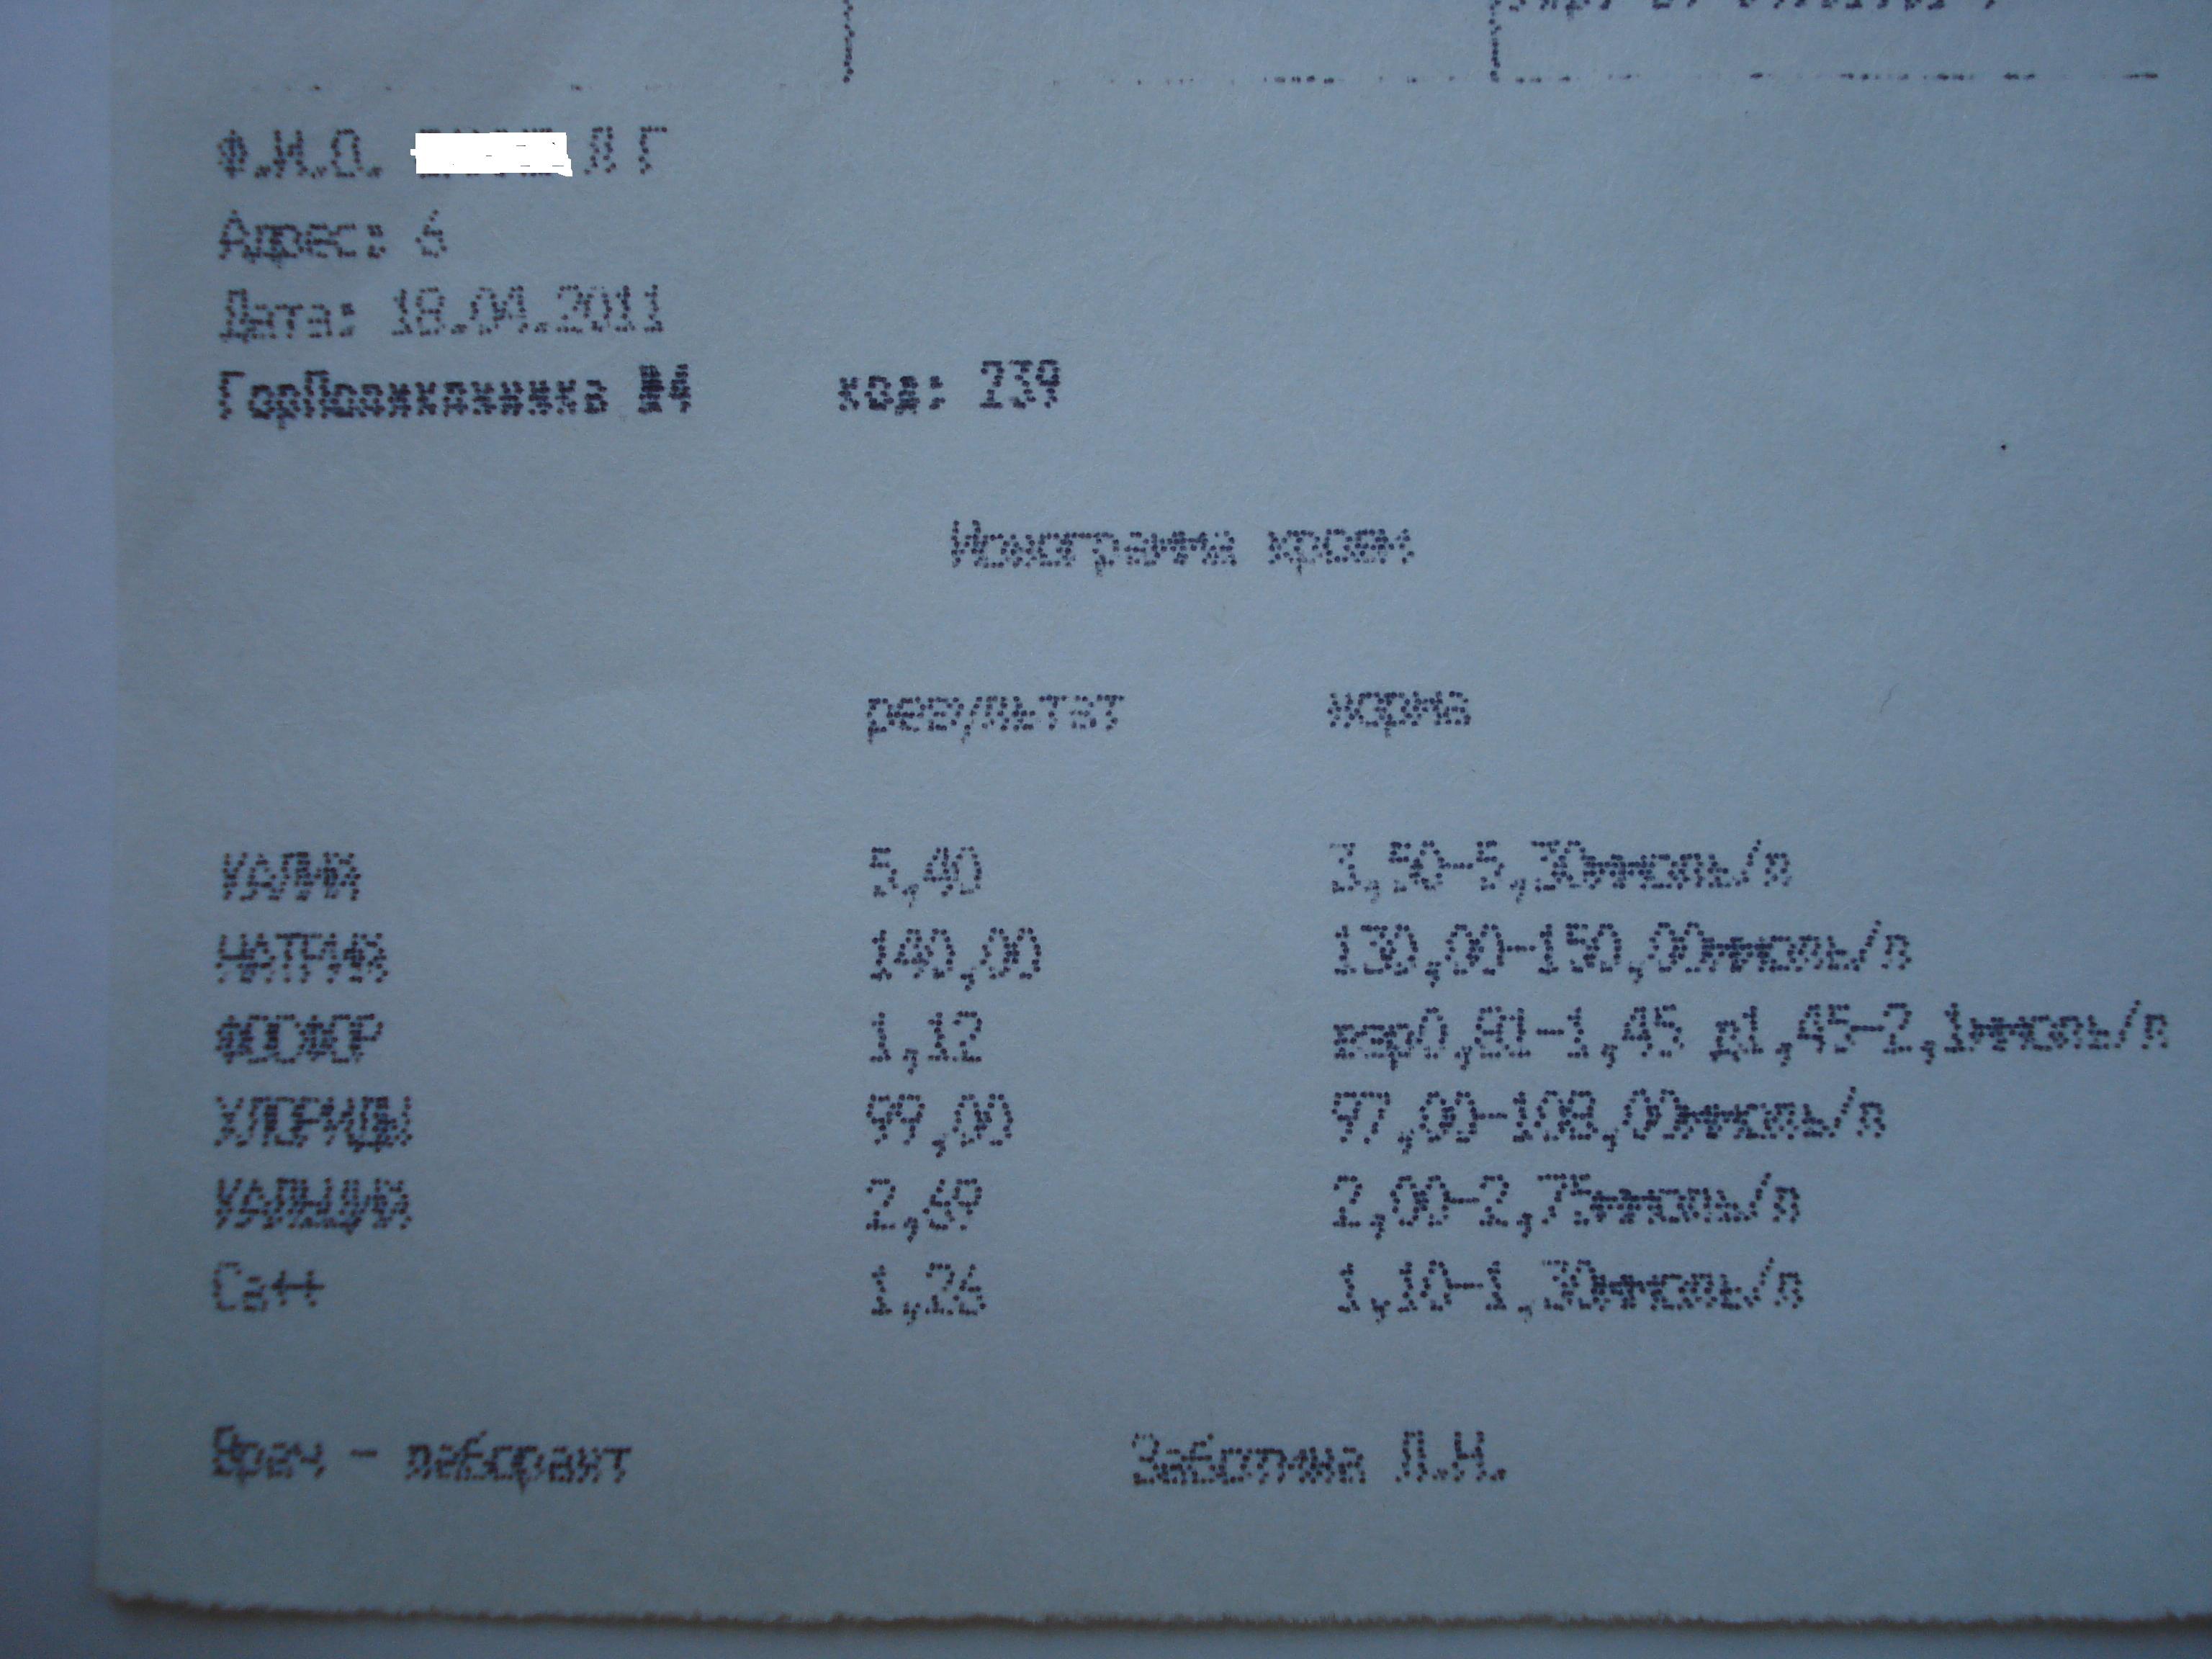 Ф.И.О. Л Г
Адрес: 6
Дата: 18.04.2011
ГорПоликлиника №4 код: 239
Ионограмма крови
результат норма
КАЛИЙ 5,40 3,50-5,30ммоль/л
НАТРИЙ 140,00 130,00-150,00ммоль/л
ФОСФОР 1,12 взр0,81-1,45 д1,45-2,1ммоль/л
ХЛОРИДЫ 99,00 97,00-108,00ммоль/л
КАЛЬЦИЙ 2,69 2,00-2,75ммоль/л
Ca++ 1,26 1,10-1,30ммоль/л
Врач - лаборант Заботина Л.Н.